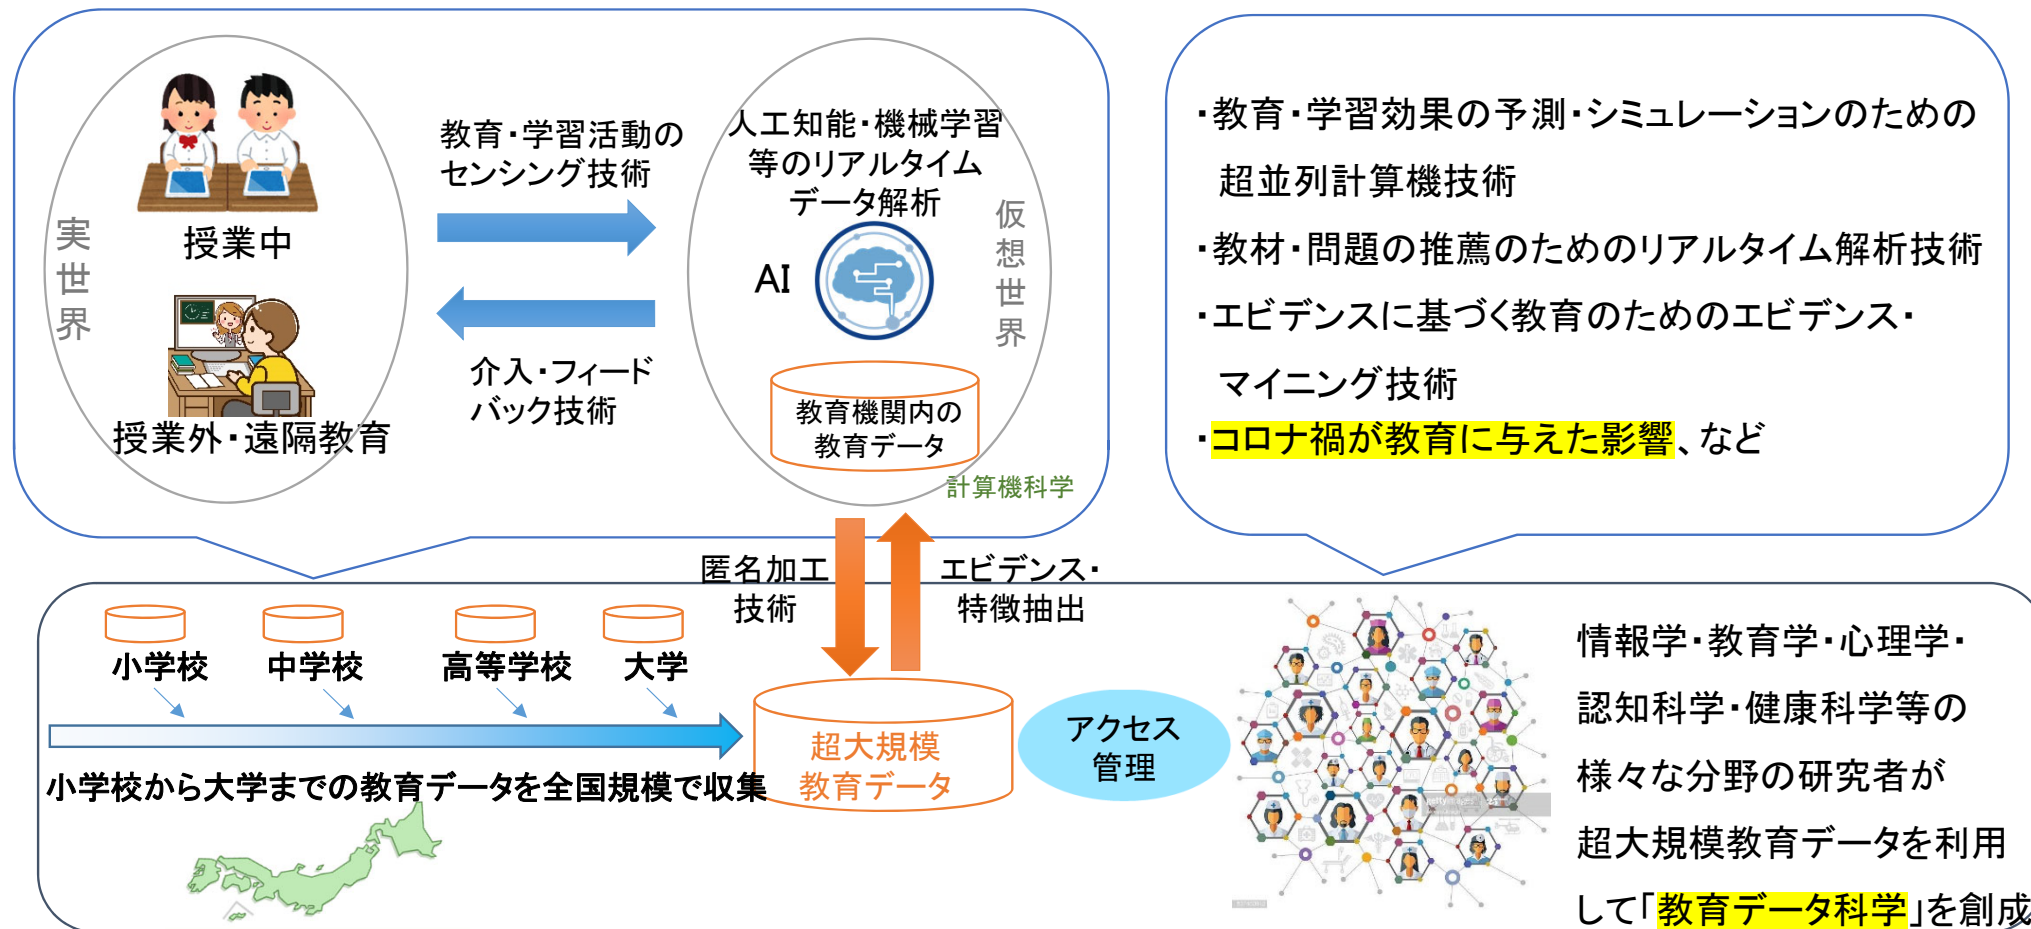 実世界
授業中
授業外・遠隔教育
教育・学習活動の
センシング技術
介入・フィード
バック技術
人工知能・機械学習
等のリアルタイム
データ解析
AI
仮想世界
教育機関内の
教育データ
計算機科学
・教育・学習効果の予測・シミュレーションのための
超並列計算機技術
・教材・問題の推薦のためのリアルタイム解析技術
・エビデンスに基づく教育のためのエビデンス・
マイニング技術
・コロナ禍が教育に与えた影響、など
匿名加工
技術
エビデンス・
特徴抽出
小学校
中学校
高等学校
大学
小学校から大学までの教育データを全国規模で収集
超大規模
教育データ
アクセス
管理
情報学・教育学・心理学・
認知科学・健康科学等の
様々な分野の研究者が
超大規模教育データを利用
して「教育データ科学」を創成